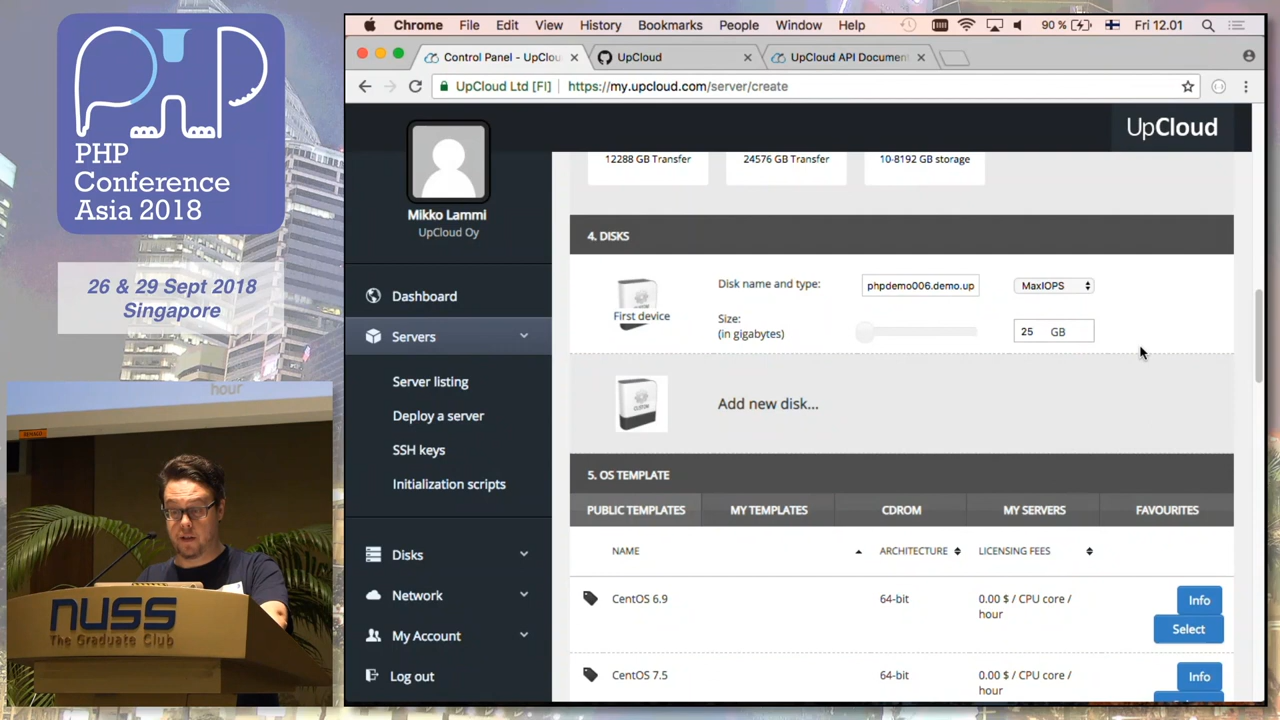 php
PHP
Conference
Asia 2018
26 & 29 Sept 2018
Singapore
hour
NUSS
The Graduate Club
Chrome File Edit View History Bookmarks People Window Help 90 % Fri 12.01
Control Panel - UpClou
UpCloud
UpCloud API Document
UpCloud Ltd [FI] https://my.upcloud.com/server/create
UpCloud
Mikko Lammi
UpCloud Oy
Dashboard
Servers
Server listing
Deploy a server
SSH keys
Initialization scripts
Disks
Network
My Account
Log out
12288 GB Transfer 24576 GB Transfer 10-8192 GB storage
4. DISKS
First device
Disk name and type: phpdemo006.demo.up MaxIOPS
Size:
(in gigabytes)
25 GB
CUSTOM
Add new disk...
5. OS TEMPLATE
PUBLIC TEMPLATES MY TEMPLATES CDROM MY SERVERS FAVOURITES
NAME ARCHITECTURE LICENSING FEES
CentOS 6.9 64-bit 0.00 $ / CPU core /
hour
Info
Select
CentOS 7.5 64-bit 0.00 $ / CPU core /
hour
Info